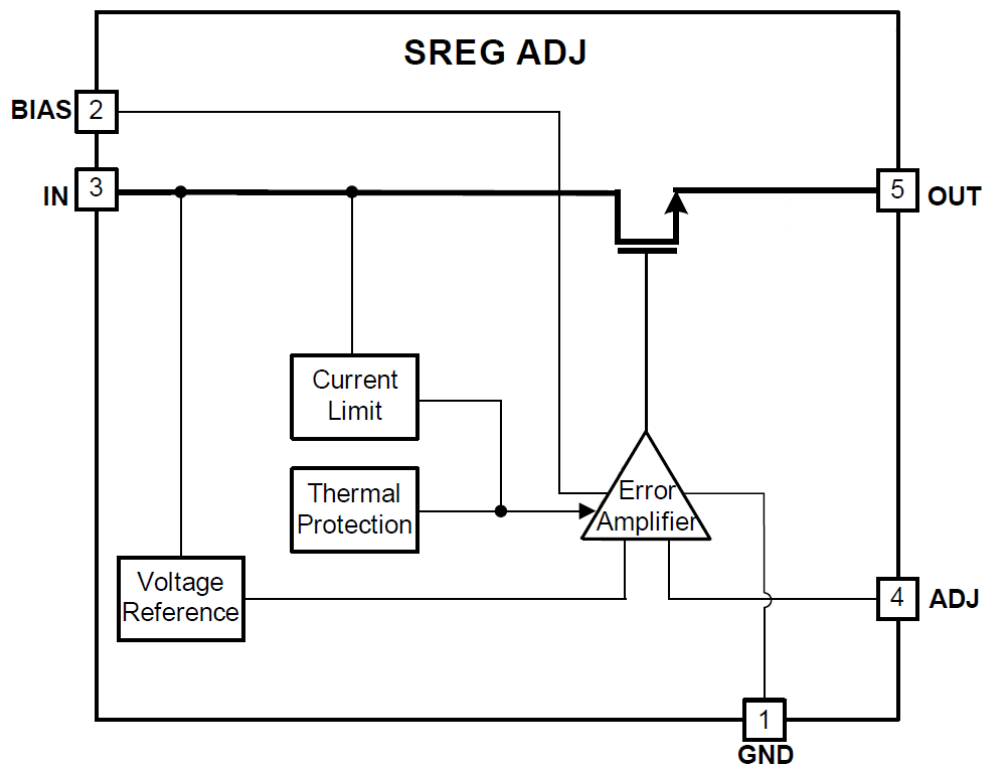 SREG ADJ
BIAS 2
IN 3
5 OUT
Current
Limit
Thermal
Protection
Error
Amplifier
Voltage
Reference
4 ADJ
1
GND